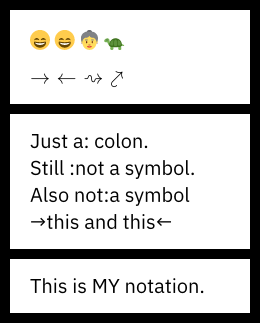 😄 😄 👵 🐢
→ ← ⇝ ⤤
Just a: colon.
Still :not a symbol.
Also not:a symbol
→this and this←
This is MY notation.